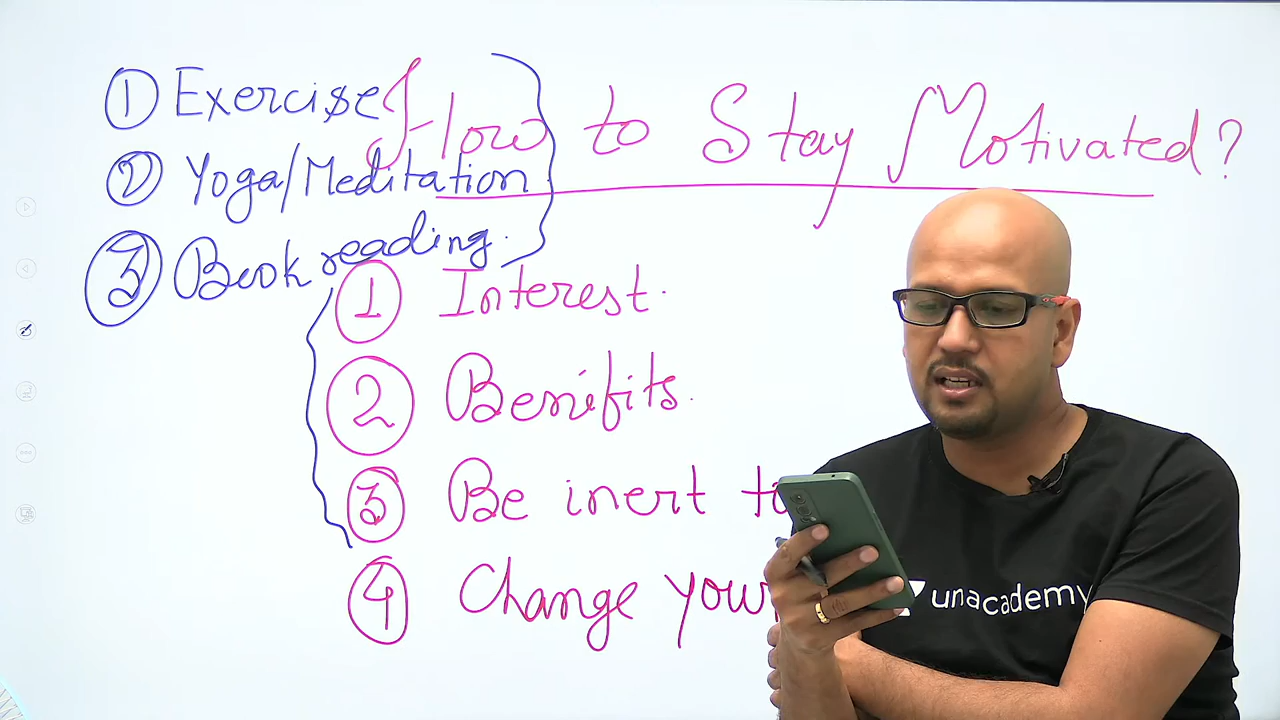 How to Stay Motivated?
① Exercise
② Yoga/Meditation
③ Book reading.
① Interest.
② Benifits.
③ Be inert to
④ Change your
unacademy